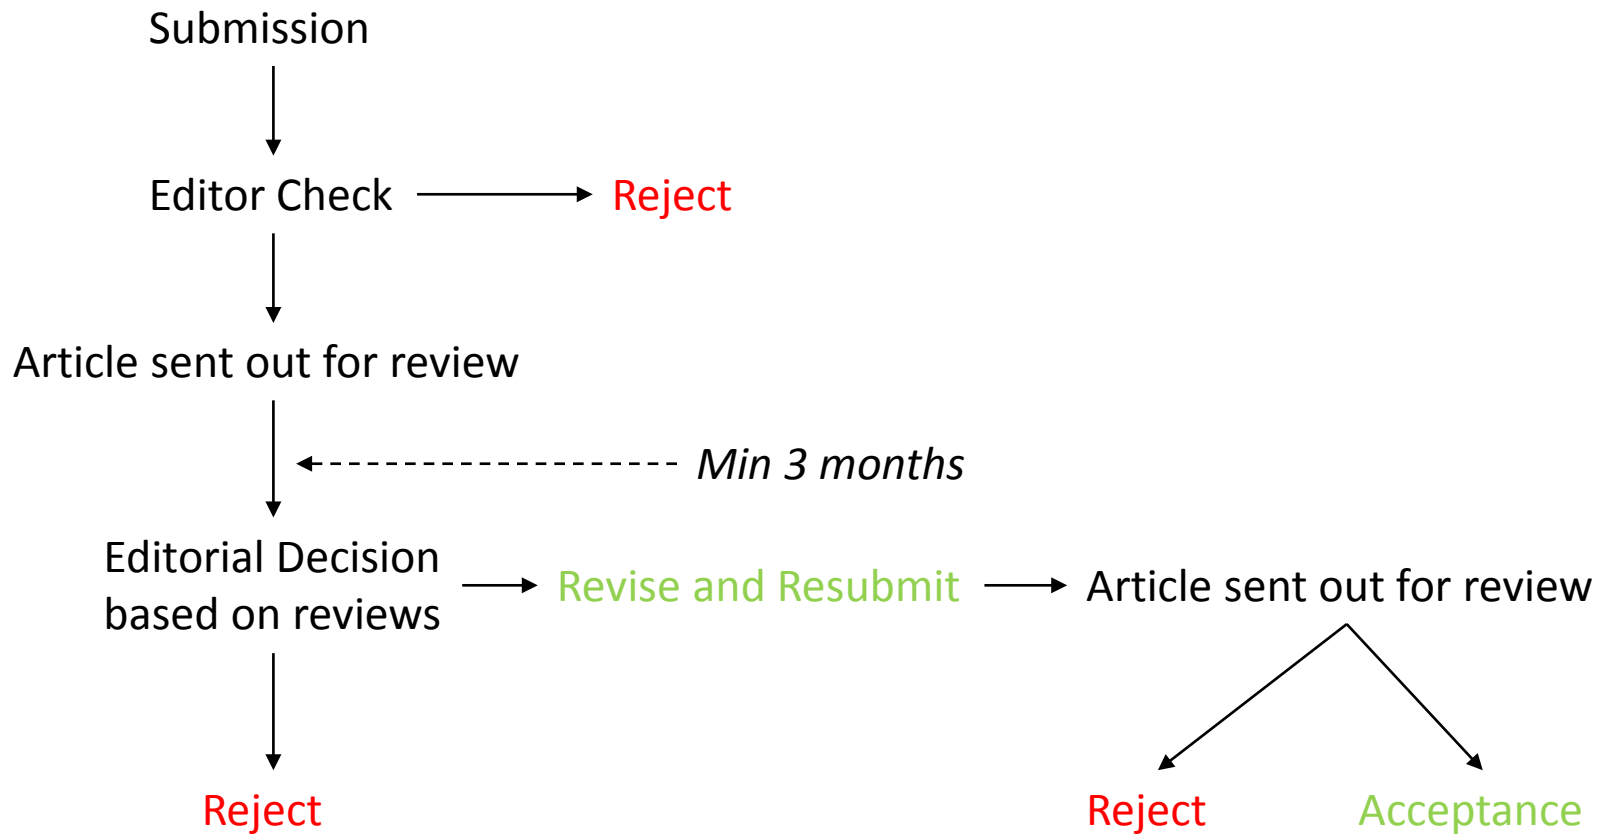 Submission
Editor Check
Reject
Article sent out for review
Min 3 months
Editorial Decision
based on reviews
Revise and Resubmit
Article sent out for review
Reject
Reject
Acceptance